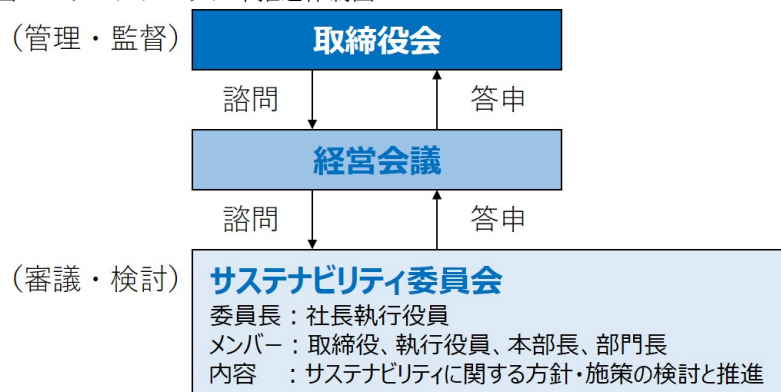 （管理・監督） 取締役会
諮問 答申
経営会議
諮問 答申
（審議・検討） サステナビリティ委員会
委員長：社長執行役員
メンバー：取締役、執行役員、本部長、部門長
内容　：サステナビリティに関する方針・施策の検討と推進